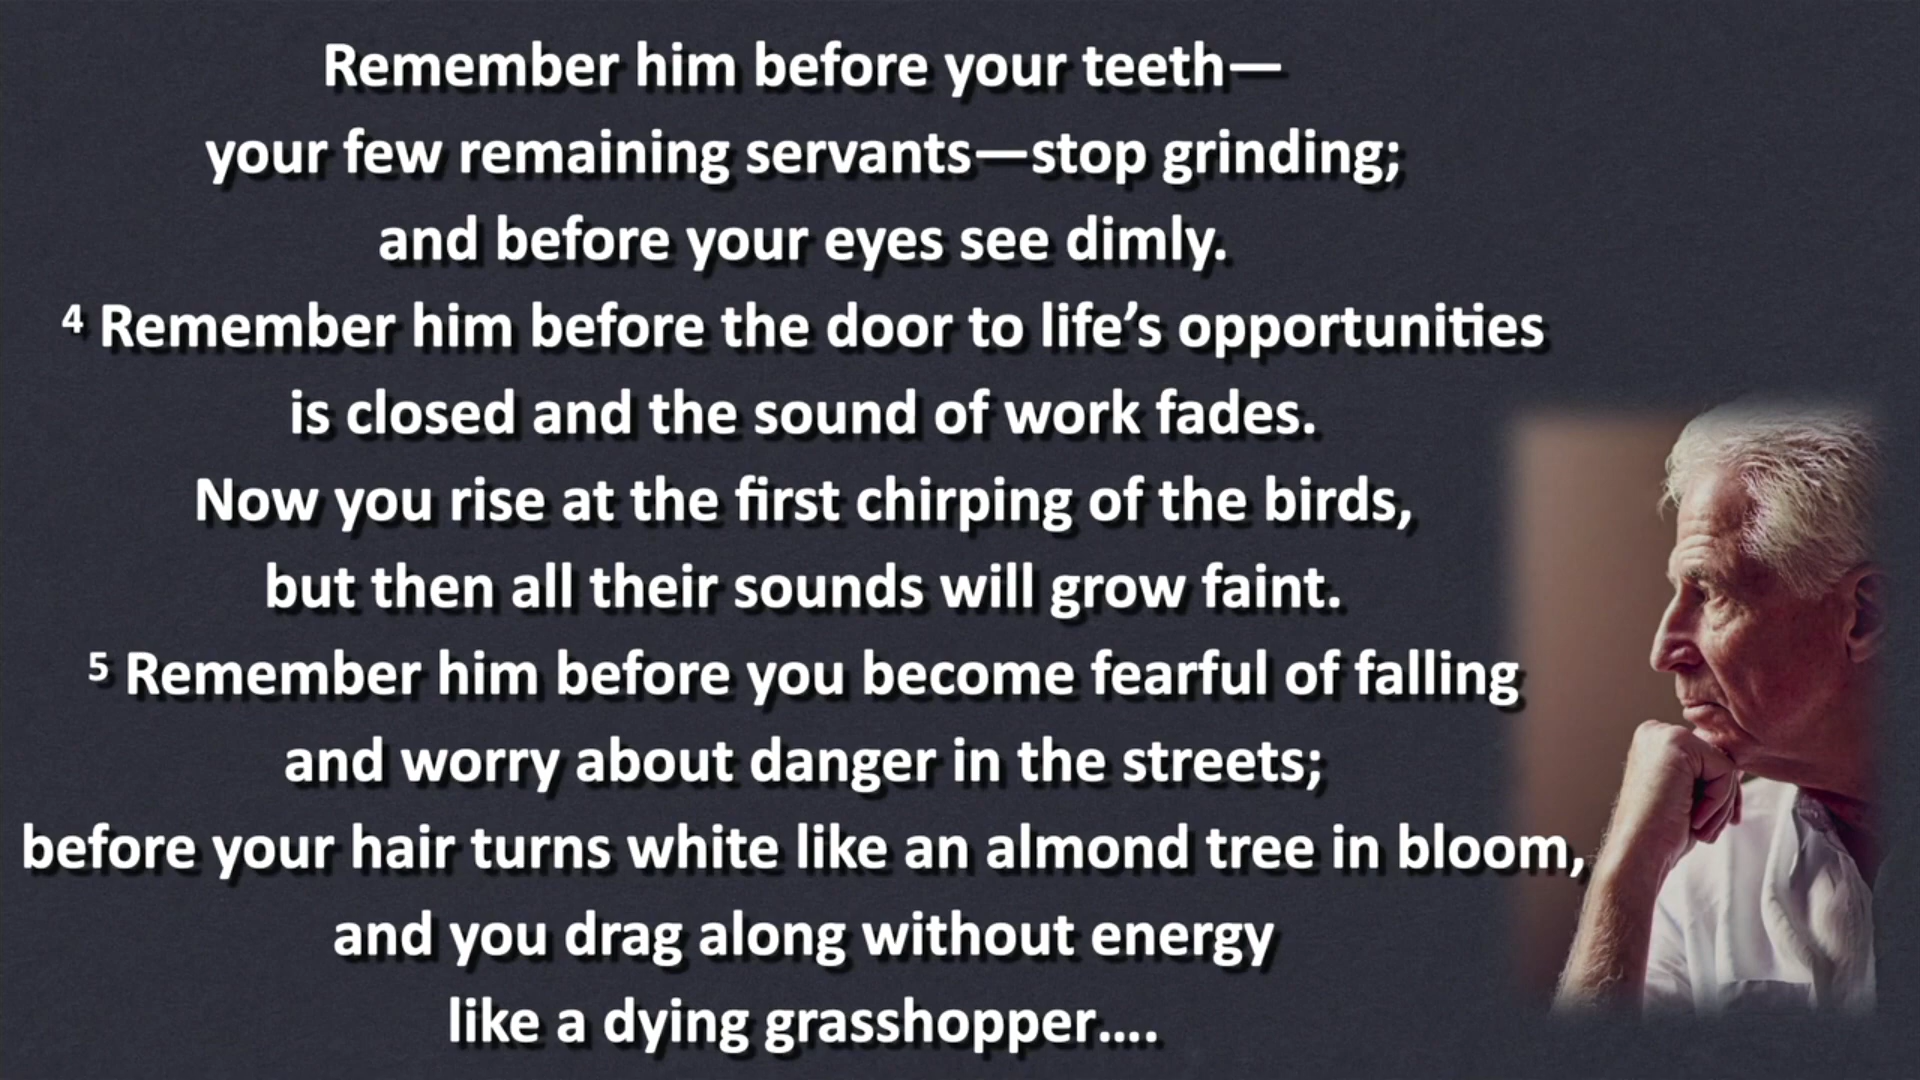 Remember him before your teeth—
your few remaining servants—stop grinding;
and before your eyes see dimly.
⁴ Remember him before the door to life’s opportunities
is closed and the sound of work fades.
Now you rise at the first chirping of the birds,
but then all their sounds will grow faint.
⁵ Remember him before you become fearful of falling
and worry about danger in the streets;
before your hair turns white like an almond tree in bloom,
and you drag along without energy
like a dying grasshopper....